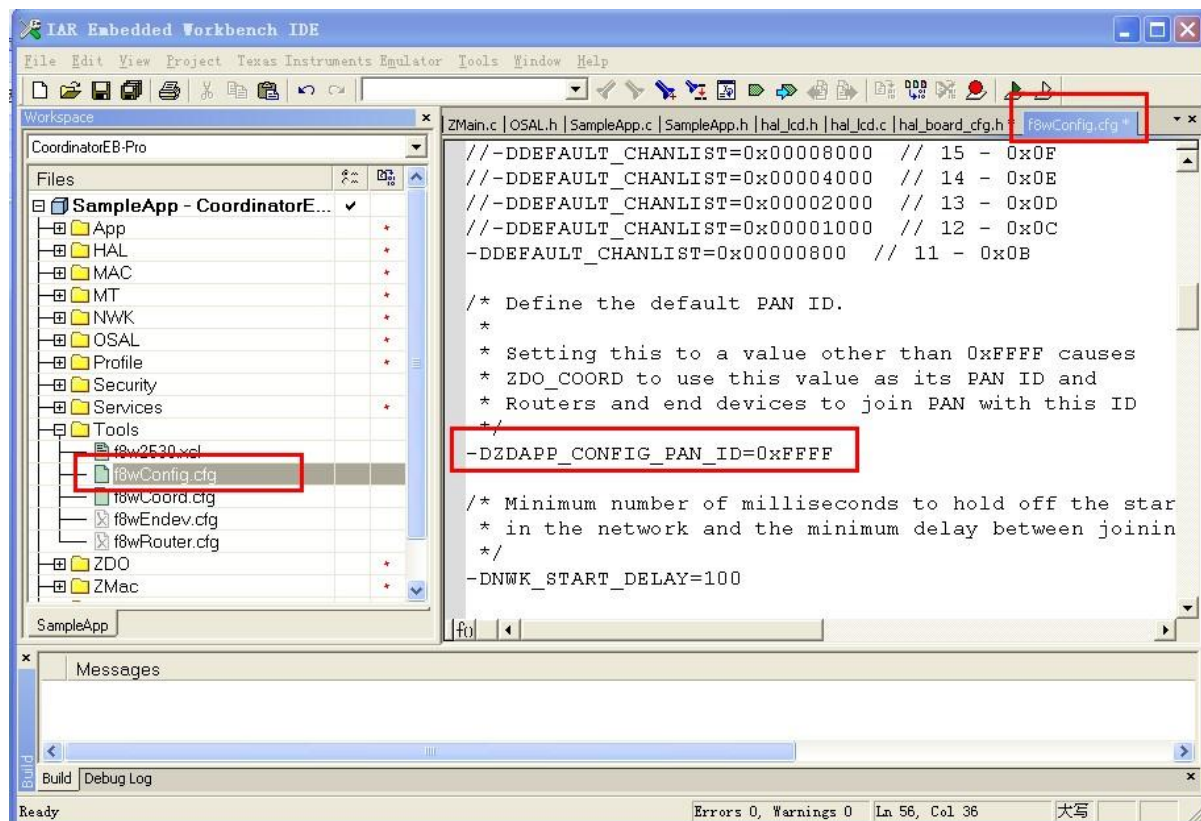 IAR Embedded Workbench IDE
File Edit View Project Texas Instruments Emulator Tools Window Help
Workspace
CoordinatorEB-Pro
Files
SampleApp - CoordinatorE...
App
HAL
MAC
MT
NWK
OSAL
Profile
Security
Services
Tools
f8w2530.xcl
f8wConfig.cfg
f8wCoord.cfg
f8wEndev.cfg
f8wRouter.cfg
ZDO
ZMac
SampleApp
ZMain.c | OSAL.h | SampleApp.c | SampleApp.h | hal_lcd.h | hal_lcd.c | hal_board_cfg.h * f8wConfig.cfg *
//-DDEFAULT_CHANLIST=0x00008000 // 15 - 0x0F
//-DDEFAULT_CHANLIST=0x00004000 // 14 - 0x0E
//-DDEFAULT_CHANLIST=0x00002000 // 13 - 0x0D
//-DDEFAULT_CHANLIST=0x00001000 // 12 - 0x0C
-DDEFAULT_CHANLIST=0x00000800 // 11 - 0x0B
/* Define the default PAN ID.
*
* Setting this to a value other than 0xFFFF causes
* ZDO_COORD to use this value as its PAN ID and
* Routers and end devices to join PAN with this ID
*/
-DZDAPP_CONFIG_PAN_ID=0xFFFF
/* Minimum number of milliseconds to hold off the star
* in the network and the minimum delay between joinin
*/
-DNWK_START_DELAY=100
f()
Messages
Build
Build Debug Log
Ready Errors 0, Warnings 0 Ln 56, Col 36 大写